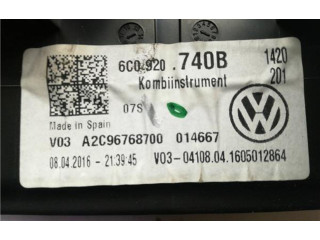 6C0 920 .740B 1420
Kombiinstrument 201
07S
Made in Spain
V03 A2C96768700 014667
08.04.2016 - 21:39:45 V03-04108.04.1605012864